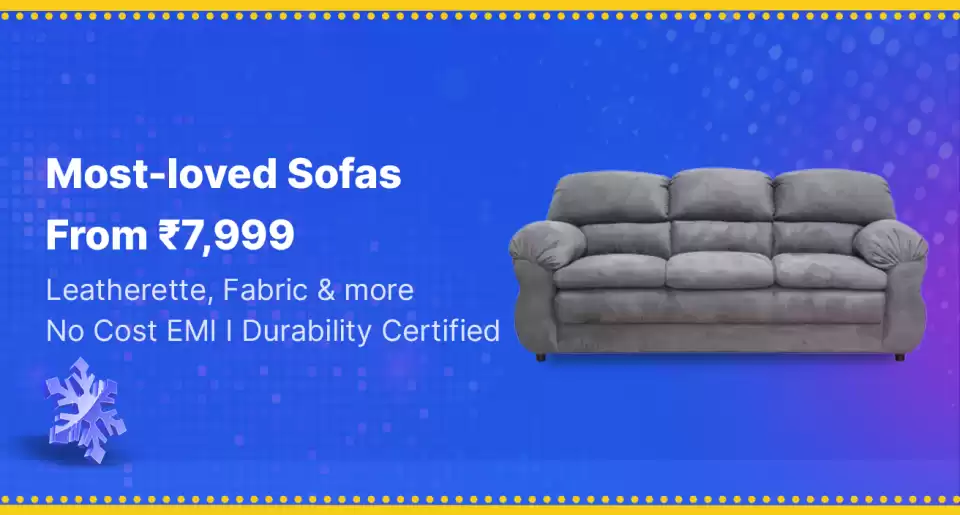 Most-loved Sofas
From ₹7,999
Leatherette, Fabric & more
No Cost EMI I Durability Certified